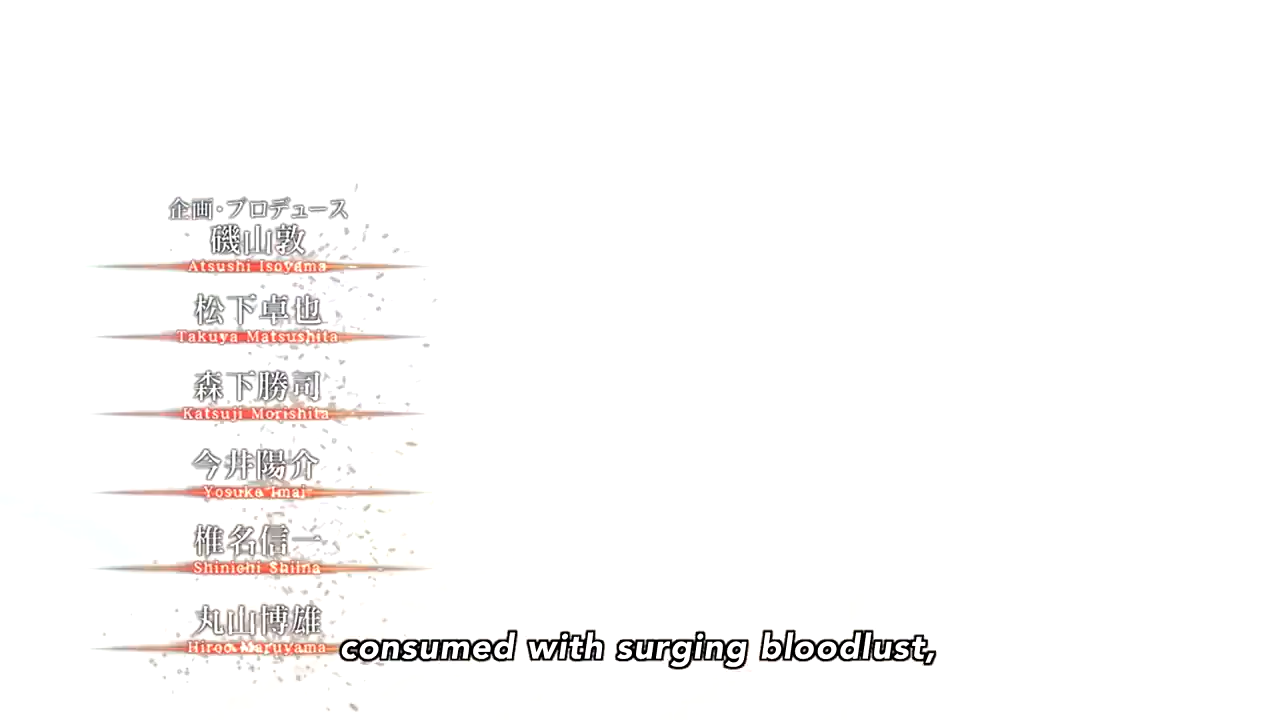 企画・プロデュース
磯山敦
Atsushi Isoyama
松下卓也
Takuya Matsushita
森下勝司
Katsuji Morishita
今井陽介
Yosuke Imai
椎名信一
Shinichi Shiina
丸山博雄
Hiroo Maruyama
consumed with surging bloodlust,